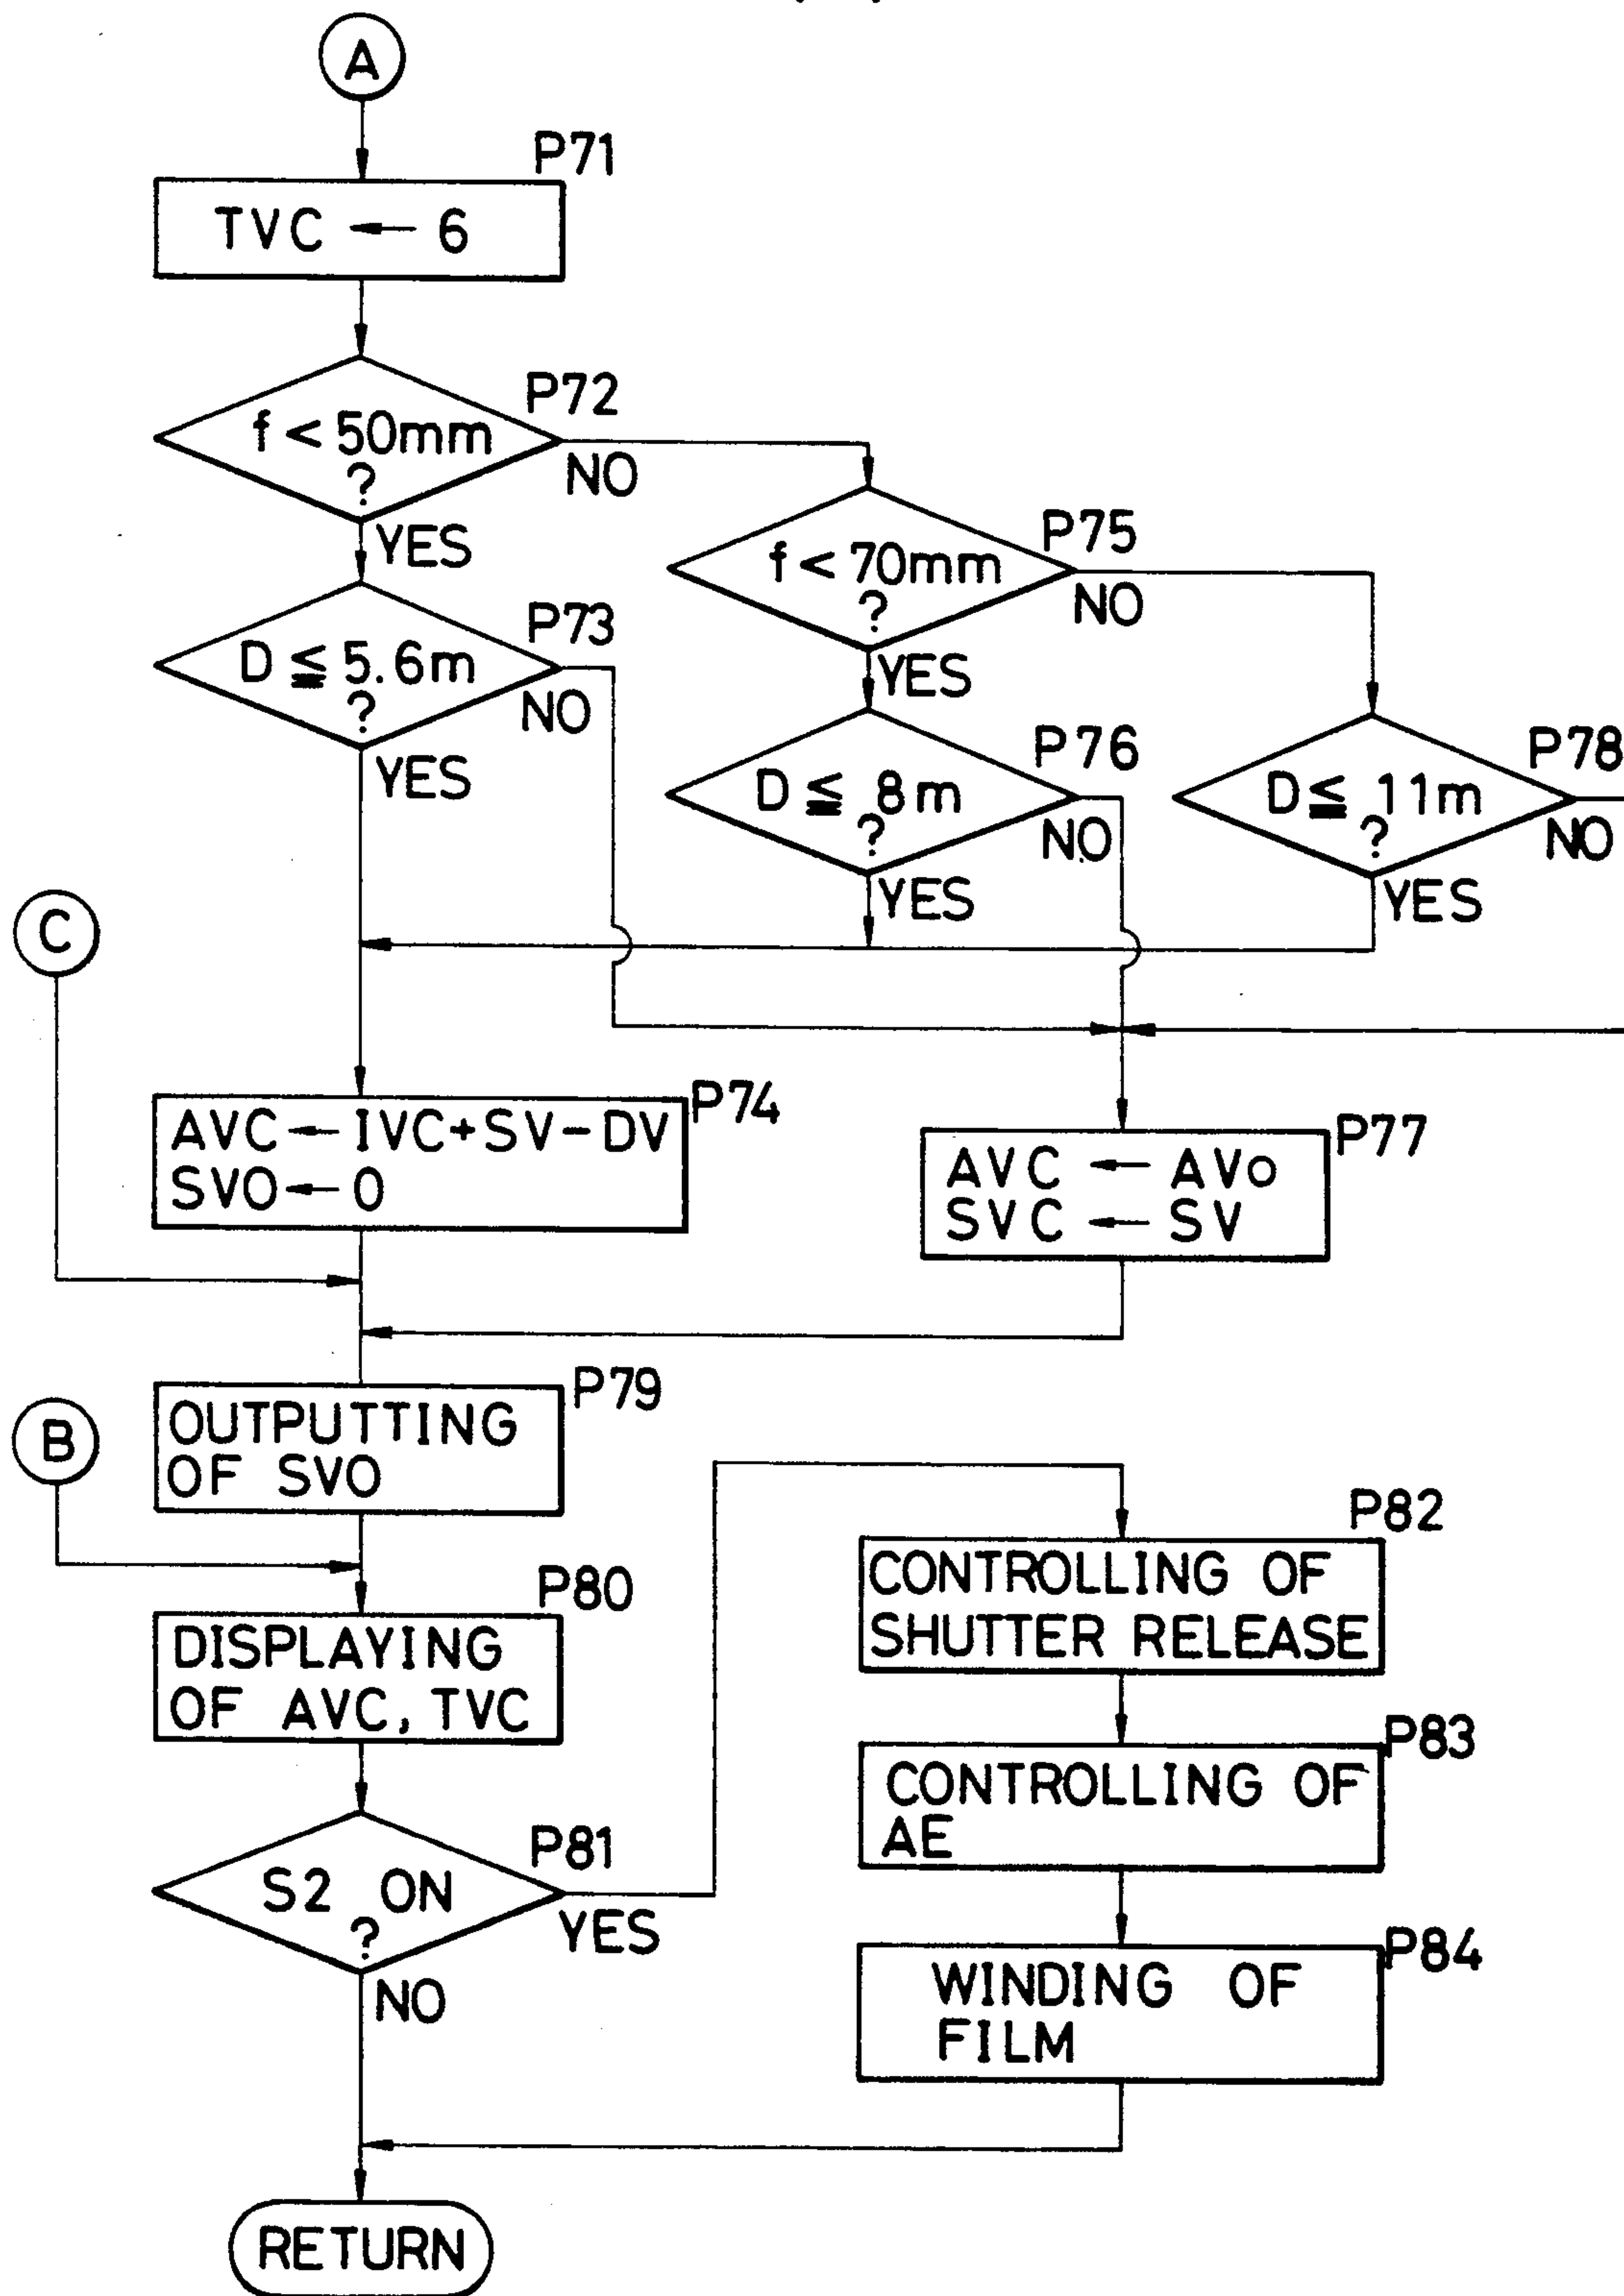 A
P71
TVC ← 6
P72
f < 50mm
?
NO
YES
P75
f < 70mm
?
NO
YES
P73
D ≦ 5.6m
?
NO
YES
P76
D ≦ 8m
?
NO
YES
P78
D ≦ 11m
?
NO
YES
C
P74
AVC ← IVC+SV-DV
SVO ← 0
P77
AVC ← AVo
SVC ← SV
P79
OUTPUTTING
OF SVO
B
P80
DISPLAYING
OF AVC, TVC
P81
S2 ON
?
YES
NO
P82
CONTROLLING OF
SHUTTER RELEASE
P83
CONTROLLING OF
AE
P84
WINDING OF
FILM
RETURN